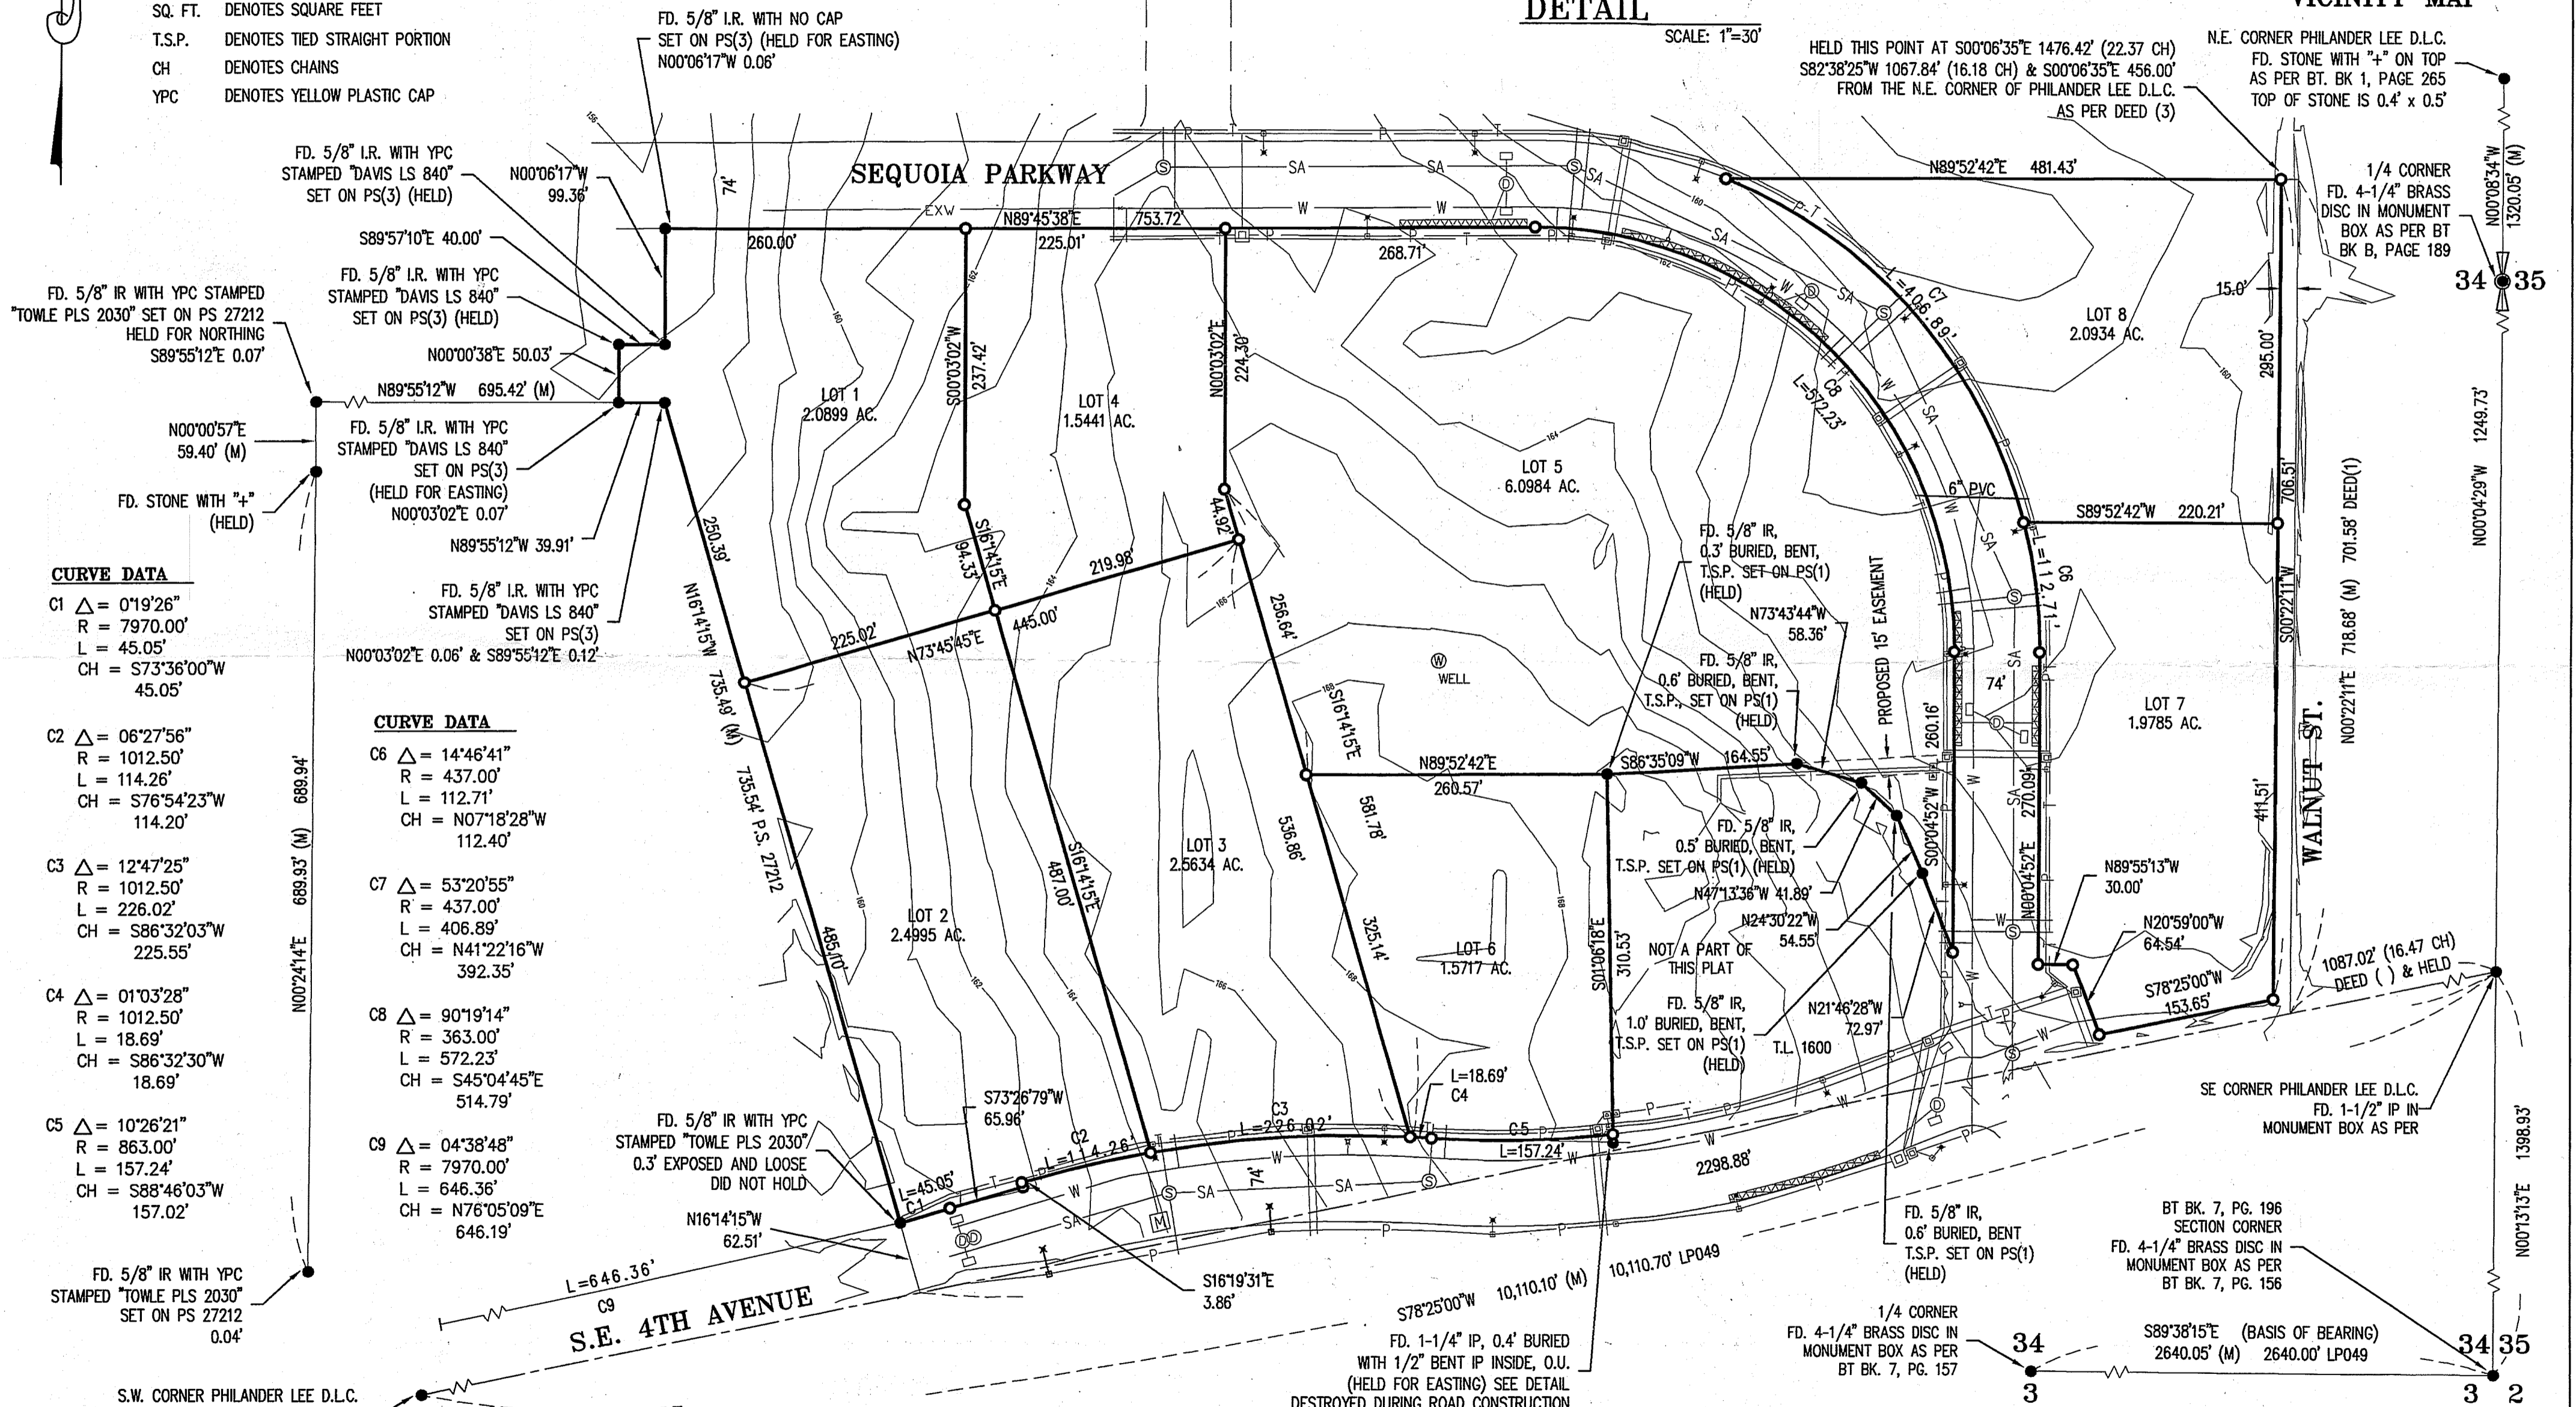 SQ. FT. DENOTES SQUARE FEET
T.S.P. DENOTES TIED STRAIGHT PORTION
CH DENOTES CHAINS
YPC DENOTES YELLOW PLASTIC CAP
DETAIL
SCALE: 1"=30'
VICINITY MAP
FD. 5/8" I.R. WITH NO CAP
SET ON PS(3) (HELD FOR EASTING)
N00°06'17"W 0.06'
HELD THIS POINT AT S00°06'35"E 1476.42' (22.37 CH)
S82°38'25"W 1067.84' (16.18 CH) & S00°06'35"E 456.00'
FROM THE N.E. CORNER OF PHILANDER LEE D.L.C.
AS PER DEED (3)
N.E. CORNER PHILANDER LEE D.L.C.
FD. STONE WITH "+" ON TOP
AS PER BT. BK 1, PAGE 265
TOP OF STONE IS 0.4' x 0.5'
N00°08'34"W
1320.05' (M)
1/4 CORNER
FD. 4-1/4" BRASS
DISC IN MONUMENT
BOX AS PER BT
BK B, PAGE 189
34 35
FD. 5/8" I.R. WITH YPC
STAMPED "DAVIS LS 840"
SET ON PS(3) (HELD)
N00°06'17"W
99.36'
S89°57'10"E 40.00'
FD. 5/8" I.R. WITH YPC
STAMPED "DAVIS LS 840"
SET ON PS(3) (HELD)
N00°00'38"E 50.03'
FD. 5/8" IR WITH YPC STAMPED
"TOWLE PLS 2030" SET ON PS 27212
HELD FOR NORTHING
S89°55'12"E 0.07'
N89°55'12"W 695.42' (M)
N00°00'57"E
59.40' (M)
FD. STONE WITH "+"
(HELD)
FD. 5/8" I.R. WITH YPC
STAMPED "DAVIS LS 840"
SET ON PS(3)
(HELD FOR EASTING)
N00°03'02"E 0.07'
N89°55'12"W 39.91'
FD. 5/8" I.R. WITH YPC
STAMPED "DAVIS LS 840"
SET ON PS(3)
N00°03'02"E 0.06' & S89°55'12"E 0.12'
74'
SEQUOIA PARKWAY
EXW
N89°45'38"E 753.72'
260.00'
225.01'
268.71'
N89°52'42"E 481.43'
15.0'
295.00'
C7
L=406.89'
C8
L=572.23'
LOT 8
2.0934 AC.
LOT 1
2.0899 AC.
S00°03'02"W
237.42'
LOT 4
1.5441 AC.
N00°03'02"E
224.30'
44.92'
LOT 5
6.0984 AC.
6" PVC
S89°52'42"W 220.21'
706.51'
S00°22'11"W
N00°22'11"E 718.68' (M) 701.58' DEED(1)
N00°04'29"W 1249.73'
250.39'
N16°14'15"W
735.49' (M)
735.54' P.S. 27212
485.10'
S16°14'15"E
94.33'
219.98'
225.02'
445.00'
N73°45'45"E
256.64'
S16°14'15"E
WELL
FD. 5/8" IR,
0.3' BURIED, BENT,
T.S.P. SET ON PS(1)
(HELD)
N73°43'44"W
58.36'
FD. 5/8" IR,
0.6' BURIED, BENT,
T.S.P., SET ON PS(1)
(HELD)
PROPOSED 15' EASEMENT
C6
L=112.71'
74'
260.16'
LOT 7
1.9785 AC.
WALNUT ST.
411.51'
N89°52'42"E
260.57'
S86°35'09"W 164.55'
581.78'
536.86'
325.14'
S00°04'52"W
N00°04'52"E 270.09'
FD. 5/8" IR,
0.5' BURIED, BENT,
T.S.P. SET ON PS(1) (HELD)
N47°13'36"W 41.89'
N24°30'22"W
54.55'
NOT A PART OF
THIS PLAT
FD. 5/8" IR,
1.0' BURIED, BENT,
T.S.P. SET ON PS(1)
(HELD)
N21°46'28"W
72.97'
T.L. 1600
S01°06'18"E
310.53'
N89°55'13"W
30.00'
N20°59'00"W
64.54'
S78°25'00"W
153.65'
1087.02' (16.47 CH)
DEED ( ) & HELD
LOT 2
2.4995 AC.
S16°14'15"E
487.00'
LOT 3
2.5634 AC.
LOT 6
1.5717 AC.
CURVE DATA
C1 △= 0°19'26"
R = 7970.00'
L = 45.05'
CH = S73°36'00"W
45.05'
C2 △= 06°27'56"
R = 1012.50'
L = 114.26'
CH = S76°54'23"W
114.20'
C3 △= 12°47'25"
R = 1012.50'
L = 226.02'
CH = S86°32'03"W
225.55'
C4 △= 01°03'28"
R = 1012.50'
L = 18.69'
CH = S86°32'30"W
18.69'
C5 △= 10°26'21"
R = 863.00'
L = 157.24'
CH = S88°46'03"W
157.02'
CURVE DATA
C6 △= 14°46'41"
R = 437.00'
L = 112.71'
CH = N07°18'28"W
112.40'
C7 △= 53°20'55"
R = 437.00'
L = 406.89'
CH = N41°22'16"W
392.35'
C8 △= 90°19'14"
R = 363.00'
L = 572.23'
CH = S45°04'45"E
514.79'
C9 △= 04°38'48"
R = 7970.00'
L = 646.36'
CH = N76°05'09"E
646.19'
N00°24'14"E 689.93' (M) 689.94'
FD. 5/8" IR WITH YPC
STAMPED "TOWLE PLS 2030"
SET ON PS 27212
0.04'
FD. 5/8" IR WITH YPC
STAMPED "TOWLE PLS 2030"
0.3' EXPOSED AND LOOSE
DID NOT HOLD
S73°26'79"W
65.96'
L=45.05'
C1
C2
L=114.26'
C3
L=226.02'
L=18.69'
C4
C5
L=157.24'
74'
N16°14'15"W
62.51'
L=646.36'
C9
S.E. 4TH AVENUE
S16°19'31"E
3.86'
2298.88'
S78°25'00"W 10,110.10' (M) 10,110.70' LP049
S.W. CORNER PHILANDER LEE D.L.C.
FD. 1-1/4" IP, 0.4' BURIED
WITH 1/2" BENT IP INSIDE, O.U.
(HELD FOR EASTING) SEE DETAIL
DESTROYED DURING ROAD CONSTRUCTION
FD. 5/8" IR,
0.6' BURIED, BENT
T.S.P. SET ON PS(1)
(HELD)
SE CORNER PHILANDER LEE D.L.C.
FD. 1-1/2" IP IN
MONUMENT BOX AS PER
BT BK. 7, PG. 196
SECTION CORNER
FD. 4-1/4" BRASS DISC IN
MONUMENT BOX AS PER
BT BK. 7, PG. 156
N00°13'13"E 1398.93'
1/4 CORNER
FD. 4-1/4" BRASS DISC IN
MONUMENT BOX AS PER
BT BK. 7, PG. 157
34
3
S89°38'15"E (BASIS OF BEARING)
2640.05' (M) 2640.00' LP049
34 35
3 2